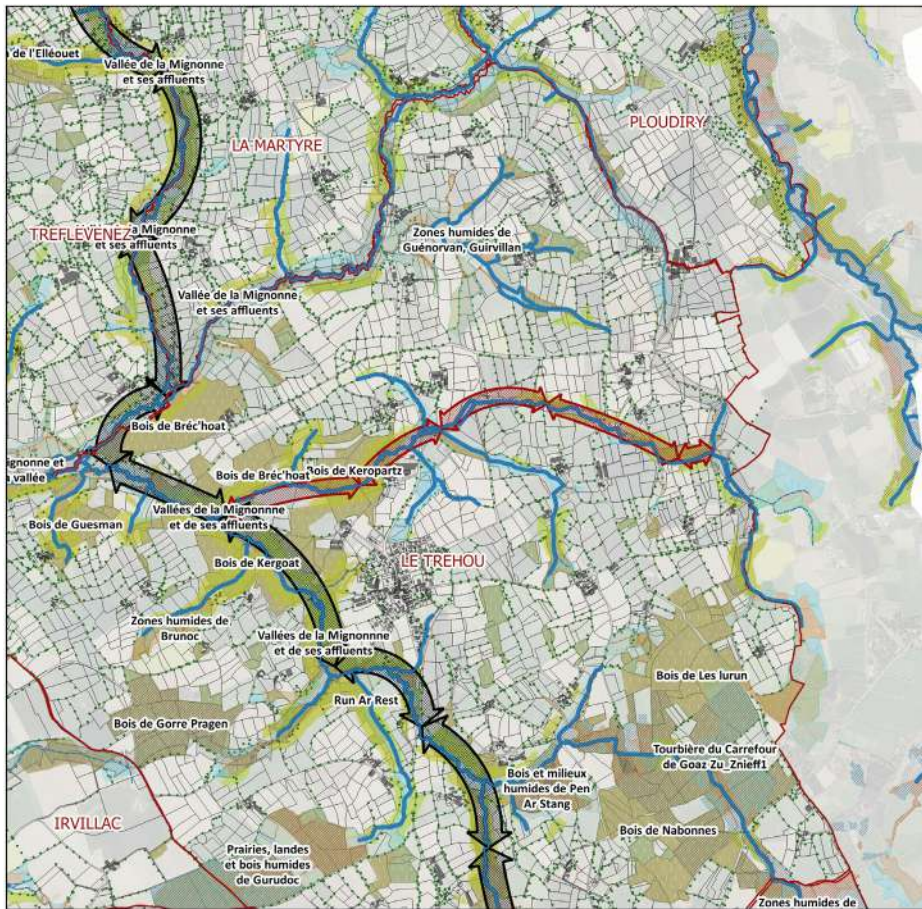 de l'Elléouet
Vallée de la Mignonne
et ses affluents
LA MARTYRE
PLOUDIRY
TREFLEVENEZ
la Mignonne
et ses affluents
Zones humides de
Guénorvan, Guirvillan
Vallée de la Mignonne
et ses affluents
Bois de Bréc'hoat
Mignonne et
vallée
Bois de Bréc'hoat
Bois de Keropartz
Bois de Guesman
Vallées de la Mignonnne
et de ses affluents
Bois de Kergoat
LE TREHOU
Zones humides de
Brunoc
Vallées de la Mignonnne
et de ses affluents
Run Ar Rest
Bois de Les Iurun
Bois de Gorre Pragen
Tourbière du Carrefour
de Goaz Zu_Znieff1
Bois et milieux
humides de Pen
Ar Stang
IRVILLAC
Bois de Nabonnes
Prairies, landes
et bois humides
de Gurudoc
Zones humides de